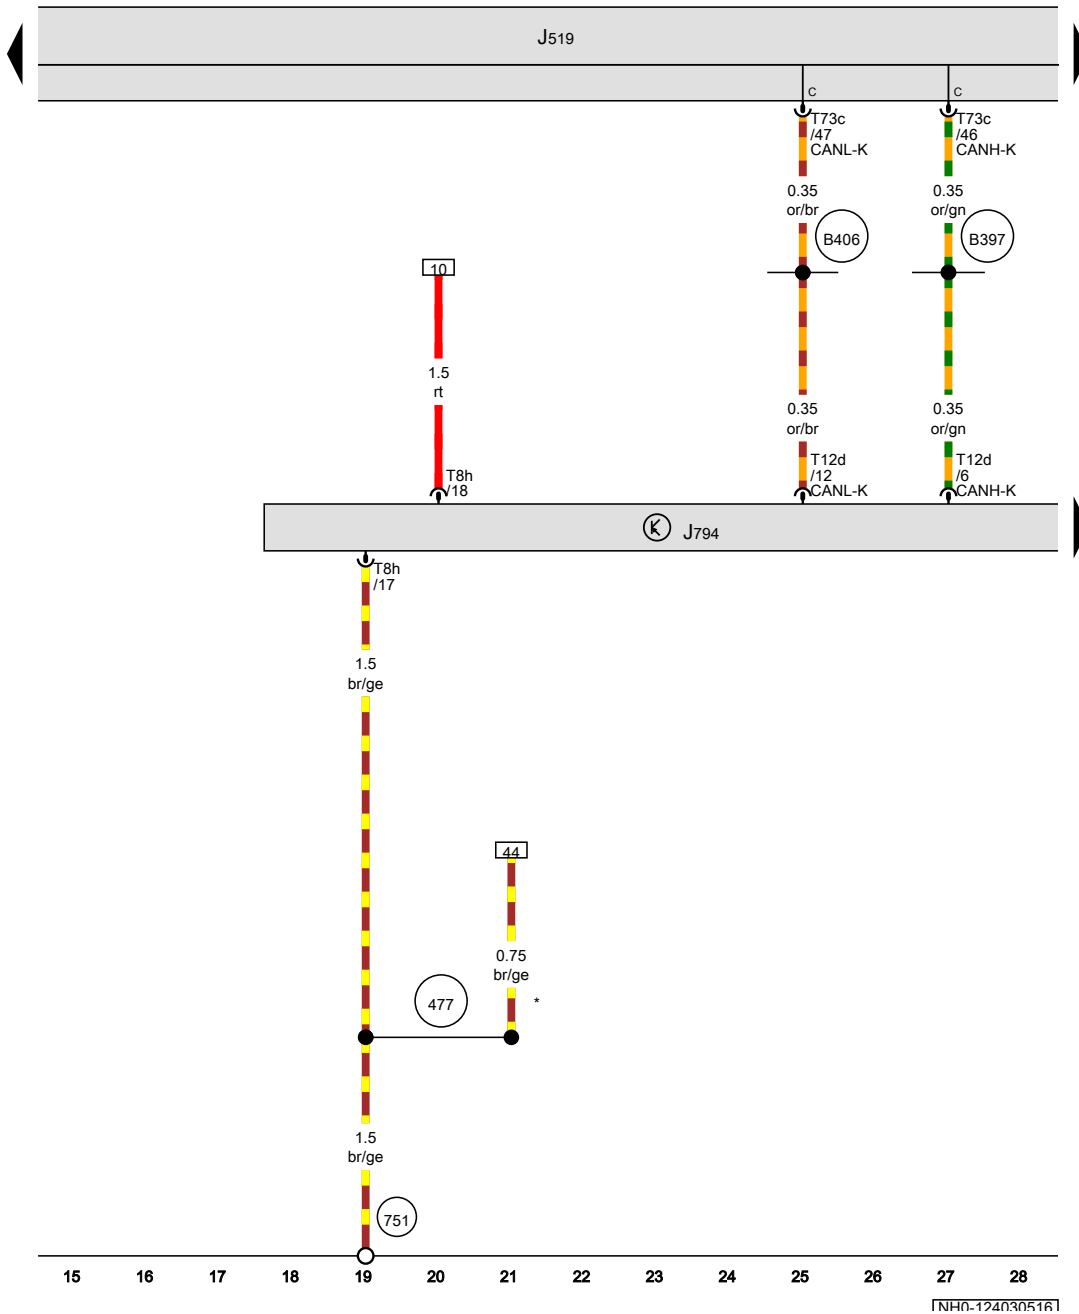 J519
C
C
T73c
/47
CANL-K
T73c
/46
CANH-K
0.35
or/br
0.35
or/gn
B406
B397
10
1.5
rt
0.35
or/br
0.35
or/gn
T8h
/18
T12d
/12
CANL-K
T12d
/6
CANH-K
K
J794
T8h
/17
1.5
br/ge
44
0.75
br/ge
477
*
1.5
br/ge
751
15 16 17 18 19 20 21 22 23 24 25 26 27 28
NH0-124030516